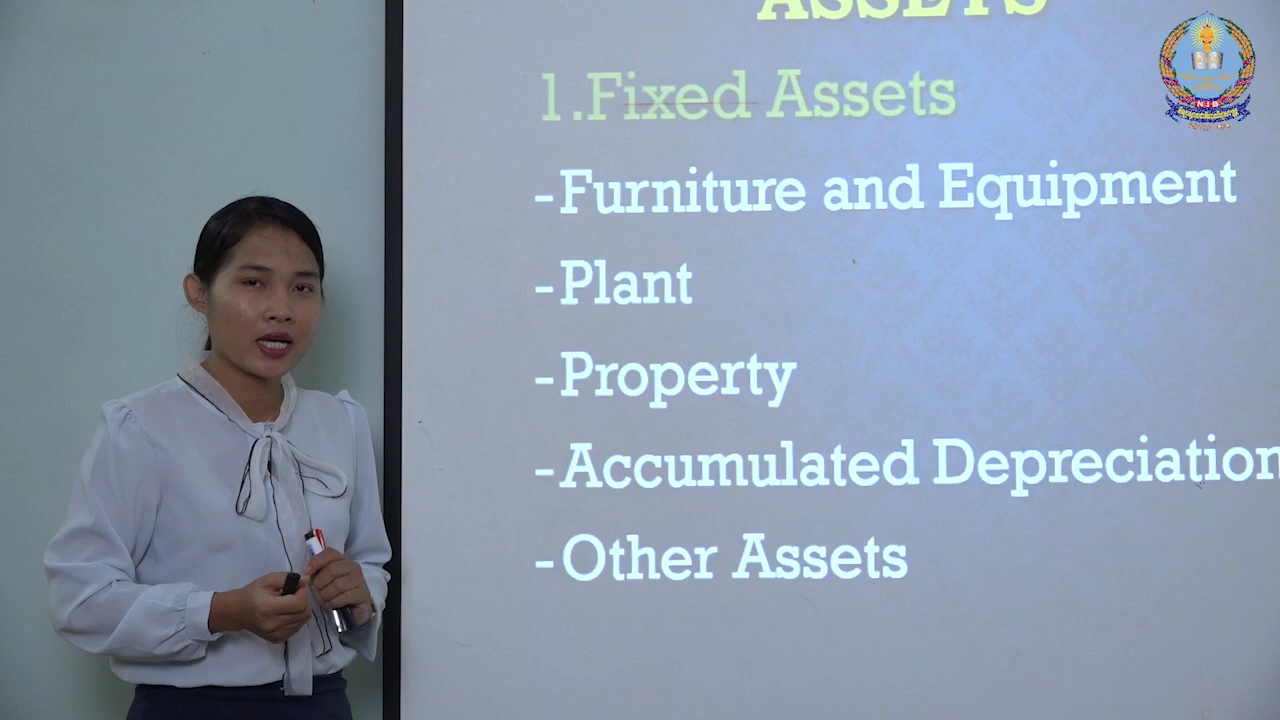 ASSETS
1.Fixed Assets
-Furniture and Equipment
-Plant
-Property
-Accumulated Depreciation
-Other Assets